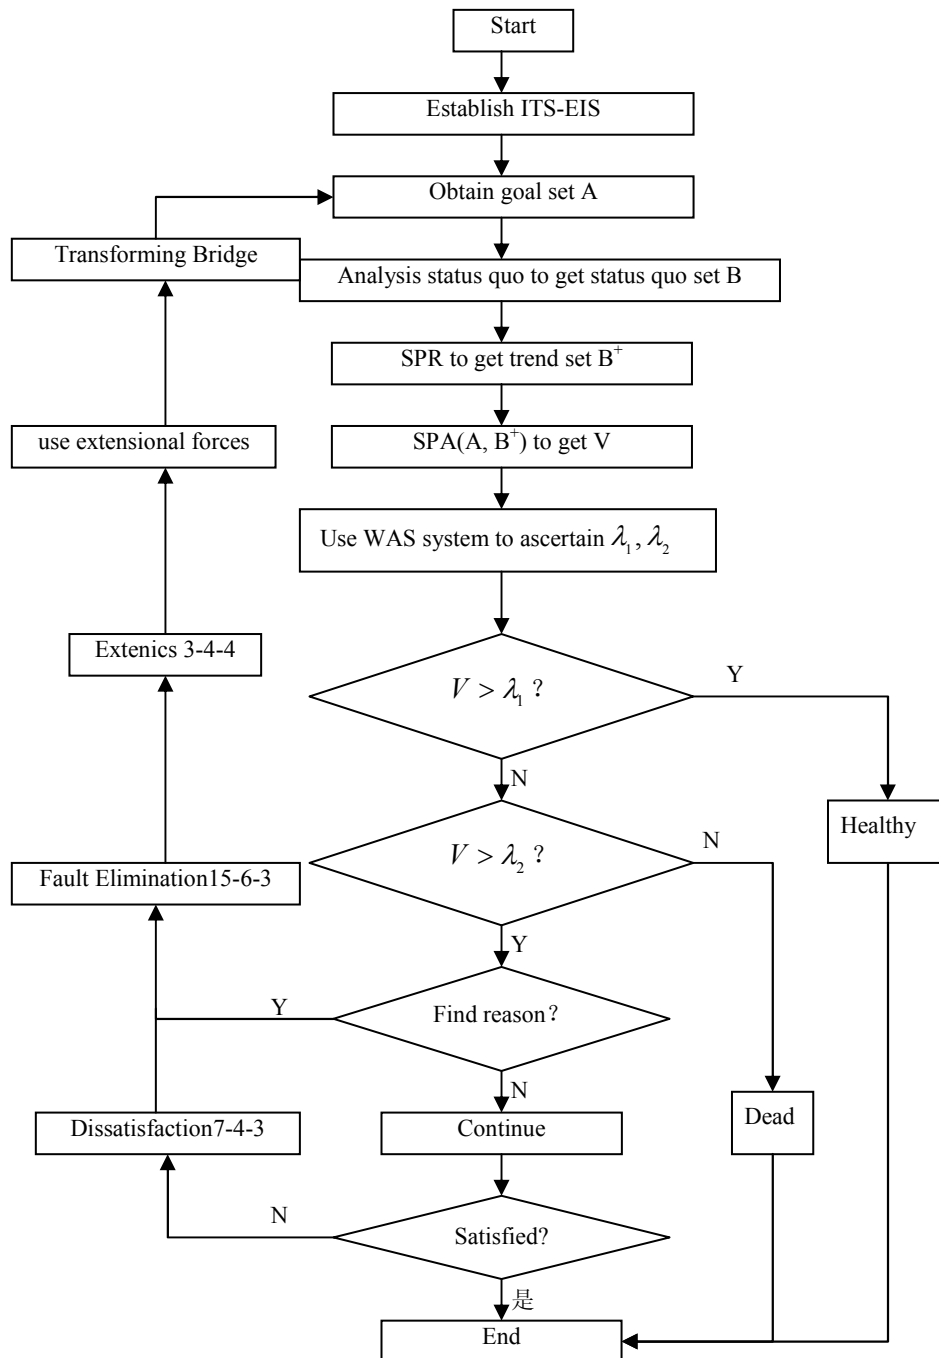 Start
Establish ITS-EIS
Obtain goal set A
Transforming Bridge
Analysis status quo to get status quo set B
SPR to get trend set B⁺
use extensional forces
SPA(A, B⁺) to get V
Use WAS system to ascertain λ₁, λ₂
Extenics 3-4-4
V > λ₁ ?
Y
N
Healthy
V > λ₂ ?
N
Fault Elimination15-6-3
Y
Find reason?
Y
N
Dissatisfaction7-4-3
Continue
Dead
N
Satisfied?
是
End